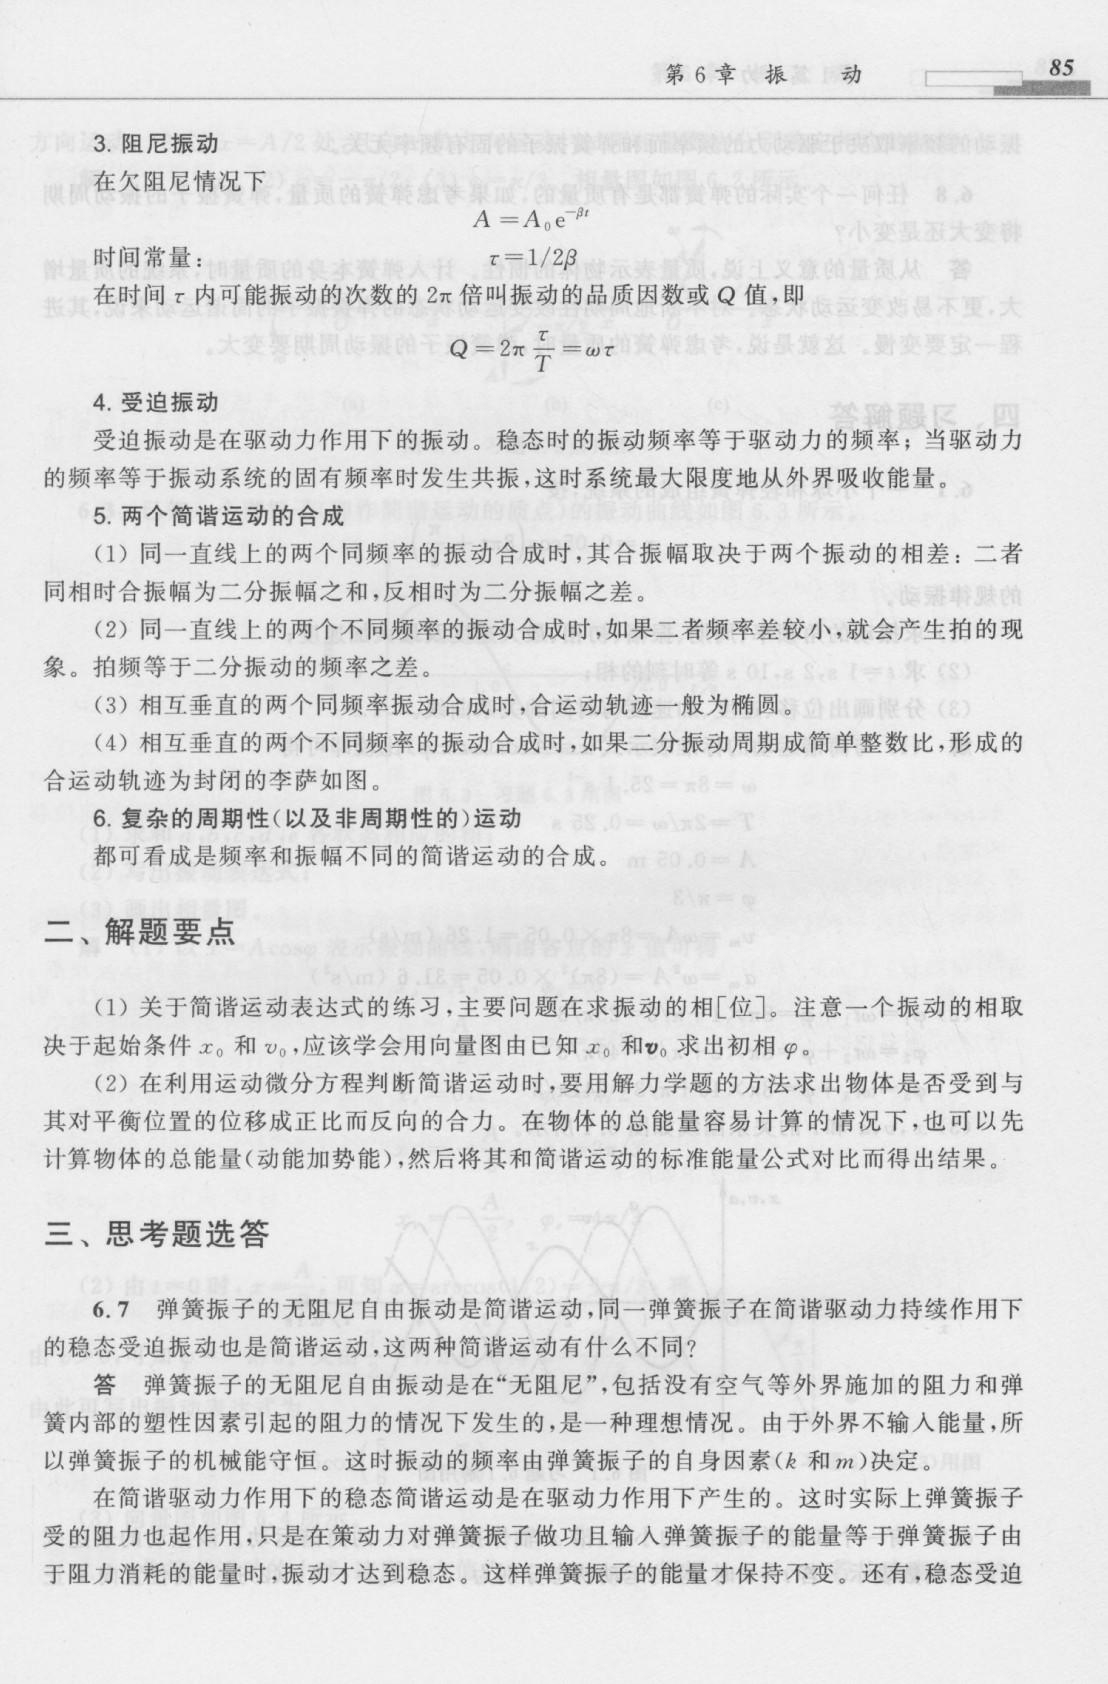 第6章 振 动 85
3. 阻尼振动
在欠阻尼情况下
A = A₀e^{-βt}
时间常量： τ=1/2β
在时间 τ 内可能振动的次数的 2π 倍叫振动的品质因数或 Q 值,即
Q = 2π τ/T = ωτ
4. 受迫振动
受迫振动是在驱动力作用下的振动。稳态时的振动频率等于驱动力的频率；当驱动力
的频率等于振动系统的固有频率时发生共振,这时系统最大限度地从外界吸收能量。
5. 两个简谐运动的合成
(1) 同一直线上的两个同频率的振动合成时,其合振幅取决于两个振动的相差：二者
同相时合振幅为二分振幅之和,反相时为二分振幅之差。
(2) 同一直线上的两个不同频率的振动合成时,如果二者频率差较小,就会产生拍的现
象。拍频等于二分振动的频率之差。
(3) 相互垂直的两个同频率振动合成时,合运动轨迹一般为椭圆。
(4) 相互垂直的两个不同频率的振动合成时,如果二分振动周期成简单整数比,形成的
合运动轨迹为封闭的李萨如图。
6. 复杂的周期性(以及非周期性的)运动
都可看成是频率和振幅不同的简谐运动的合成。
二、解题要点
(1) 关于简谐运动表达式的练习,主要问题在求振动的相[位]。注意一个振动的相取
决于起始条件 x₀ 和 v₀,应该学会用向量图由已知 x₀ 和v₀ 求出初相 φ。
(2) 在利用运动微分方程判断简谐运动时,要用解力学题的方法求出物体是否受到与
其对平衡位置的位移成正比而反向的合力。在物体的总能量容易计算的情况下,也可以先
计算物体的总能量(动能加势能),然后将其和简谐运动的标准能量公式对比而得出结果。
三、思考题选答
6.7 弹簧振子的无阻尼自由振动是简谐运动,同一弹簧振子在简谐驱动力持续作用下
的稳态受迫振动也是简谐运动,这两种简谐运动有什么不同?
答 弹簧振子的无阻尼自由振动是在“无阻尼”,包括没有空气等外界施加的阻力和弹
簧内部的塑性因素引起的阻力的情况下发生的,是一种理想情况。由于外界不输入能量,所
以弹簧振子的机械能守恒。这时振动的频率由弹簧振子的自身因素(k 和 m)决定。
在简谐驱动力作用下的稳态简谐运动是在驱动力作用下产生的。这时实际上弹簧振子
受的阻力也起作用,只是在策动力对弹簧振子做功且输入弹簧振子的能量等于弹簧振子由
于阻力消耗的能量时,振动才达到稳态。这样弹簧振子的能量才保持不变。还有,稳态受迫